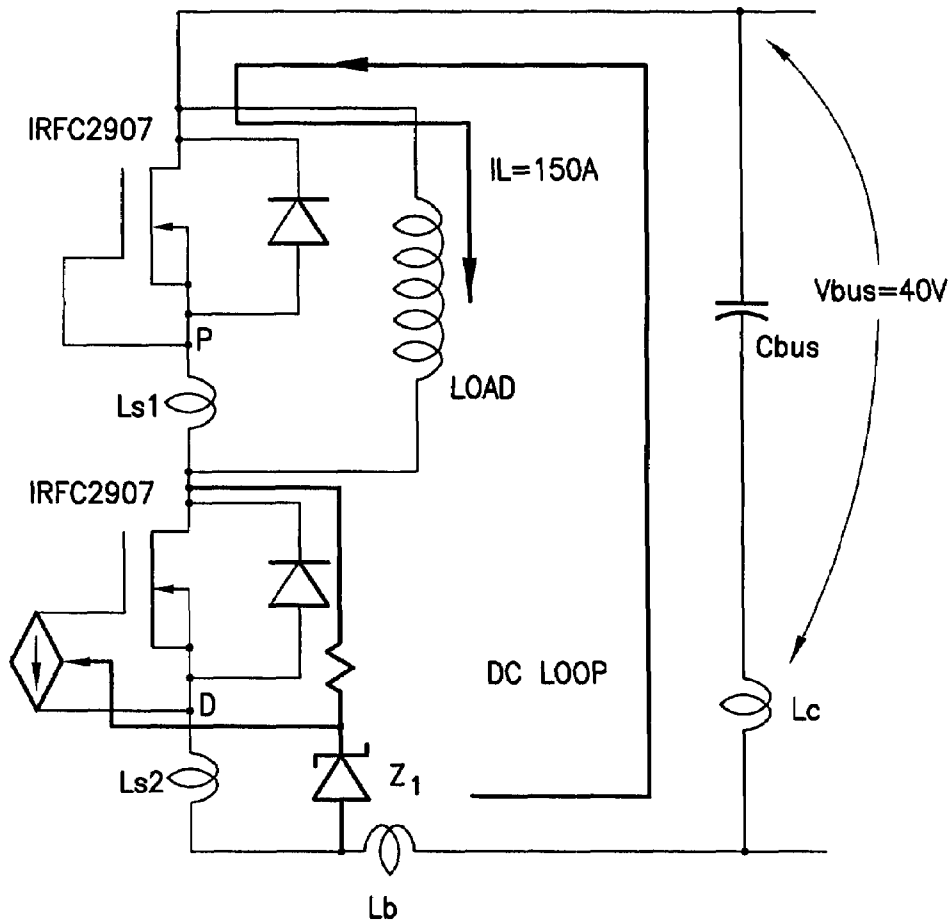 IRFC2907
IL=150A
Vbus=40V
P
Cbus
LOAD
Ls1
IRFC2907
DC LOOP
D
Lc
Ls2
Z1
Lb